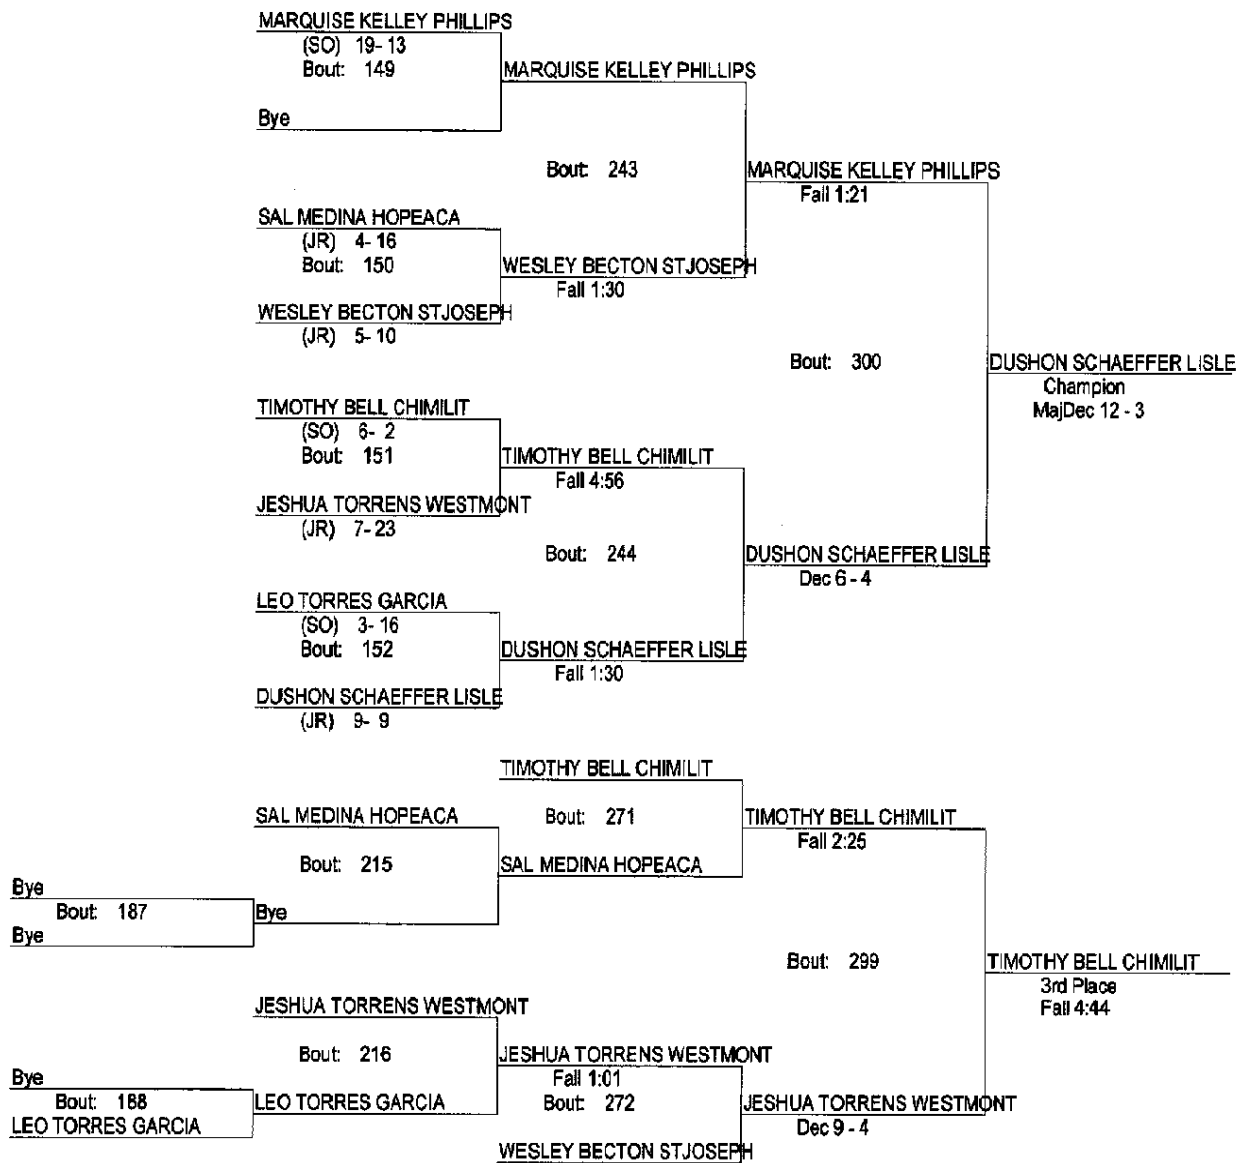 MARQUISE KELLEY PHILLIPS
(SO) 19- 13
Bout: 149
MARQUISE KELLEY PHILLIPS
Bye
Bout: 243
MARQUISE KELLEY PHILLIPS
Fall 1:21
SAL MEDINA HOPEACA
(JR) 4- 16
Bout: 150
WESLEY BECTON STJOSEPH
Fall 1:30
WESLEY BECTON STJOSEPH
(JR) 5- 10
Bout: 300
DUSHON SCHAEFFER LISLE
Champion
MajDec 12 - 3
TIMOTHY BELL CHIMILIT
(SO) 6- 2
Bout: 151
TIMOTHY BELL CHIMILIT
Fall 4:56
JESHUA TORRENS WESTMONT
(JR) 7- 23
Bout: 244
DUSHON SCHAEFFER LISLE
Dec 6 - 4
LEO TORRES GARCIA
(SO) 3- 16
Bout: 152
DUSHON SCHAEFFER LISLE
Fall 1:30
DUSHON SCHAEFFER LISLE
(JR) 9- 9
TIMOTHY BELL CHIMILIT
SAL MEDINA HOPEACA
Bout: 271
TIMOTHY BELL CHIMILIT
Fall 2:25
Bout: 215
SAL MEDINA HOPEACA
Bye
Bout: 187
Bye
Bye
Bout: 299
TIMOTHY BELL CHIMILIT
3rd Place
Fall 4:44
JESHUA TORRENS WESTMONT
Bout: 216
JESHUA TORRENS WESTMONT
Fall 1:01
Bye
Bout: 188
LEO TORRES GARCIA
Bout: 272
JESHUA TORRENS WESTMONT
Dec 9 - 4
LEO TORRES GARCIA
WESLEY BECTON STJOSEPH